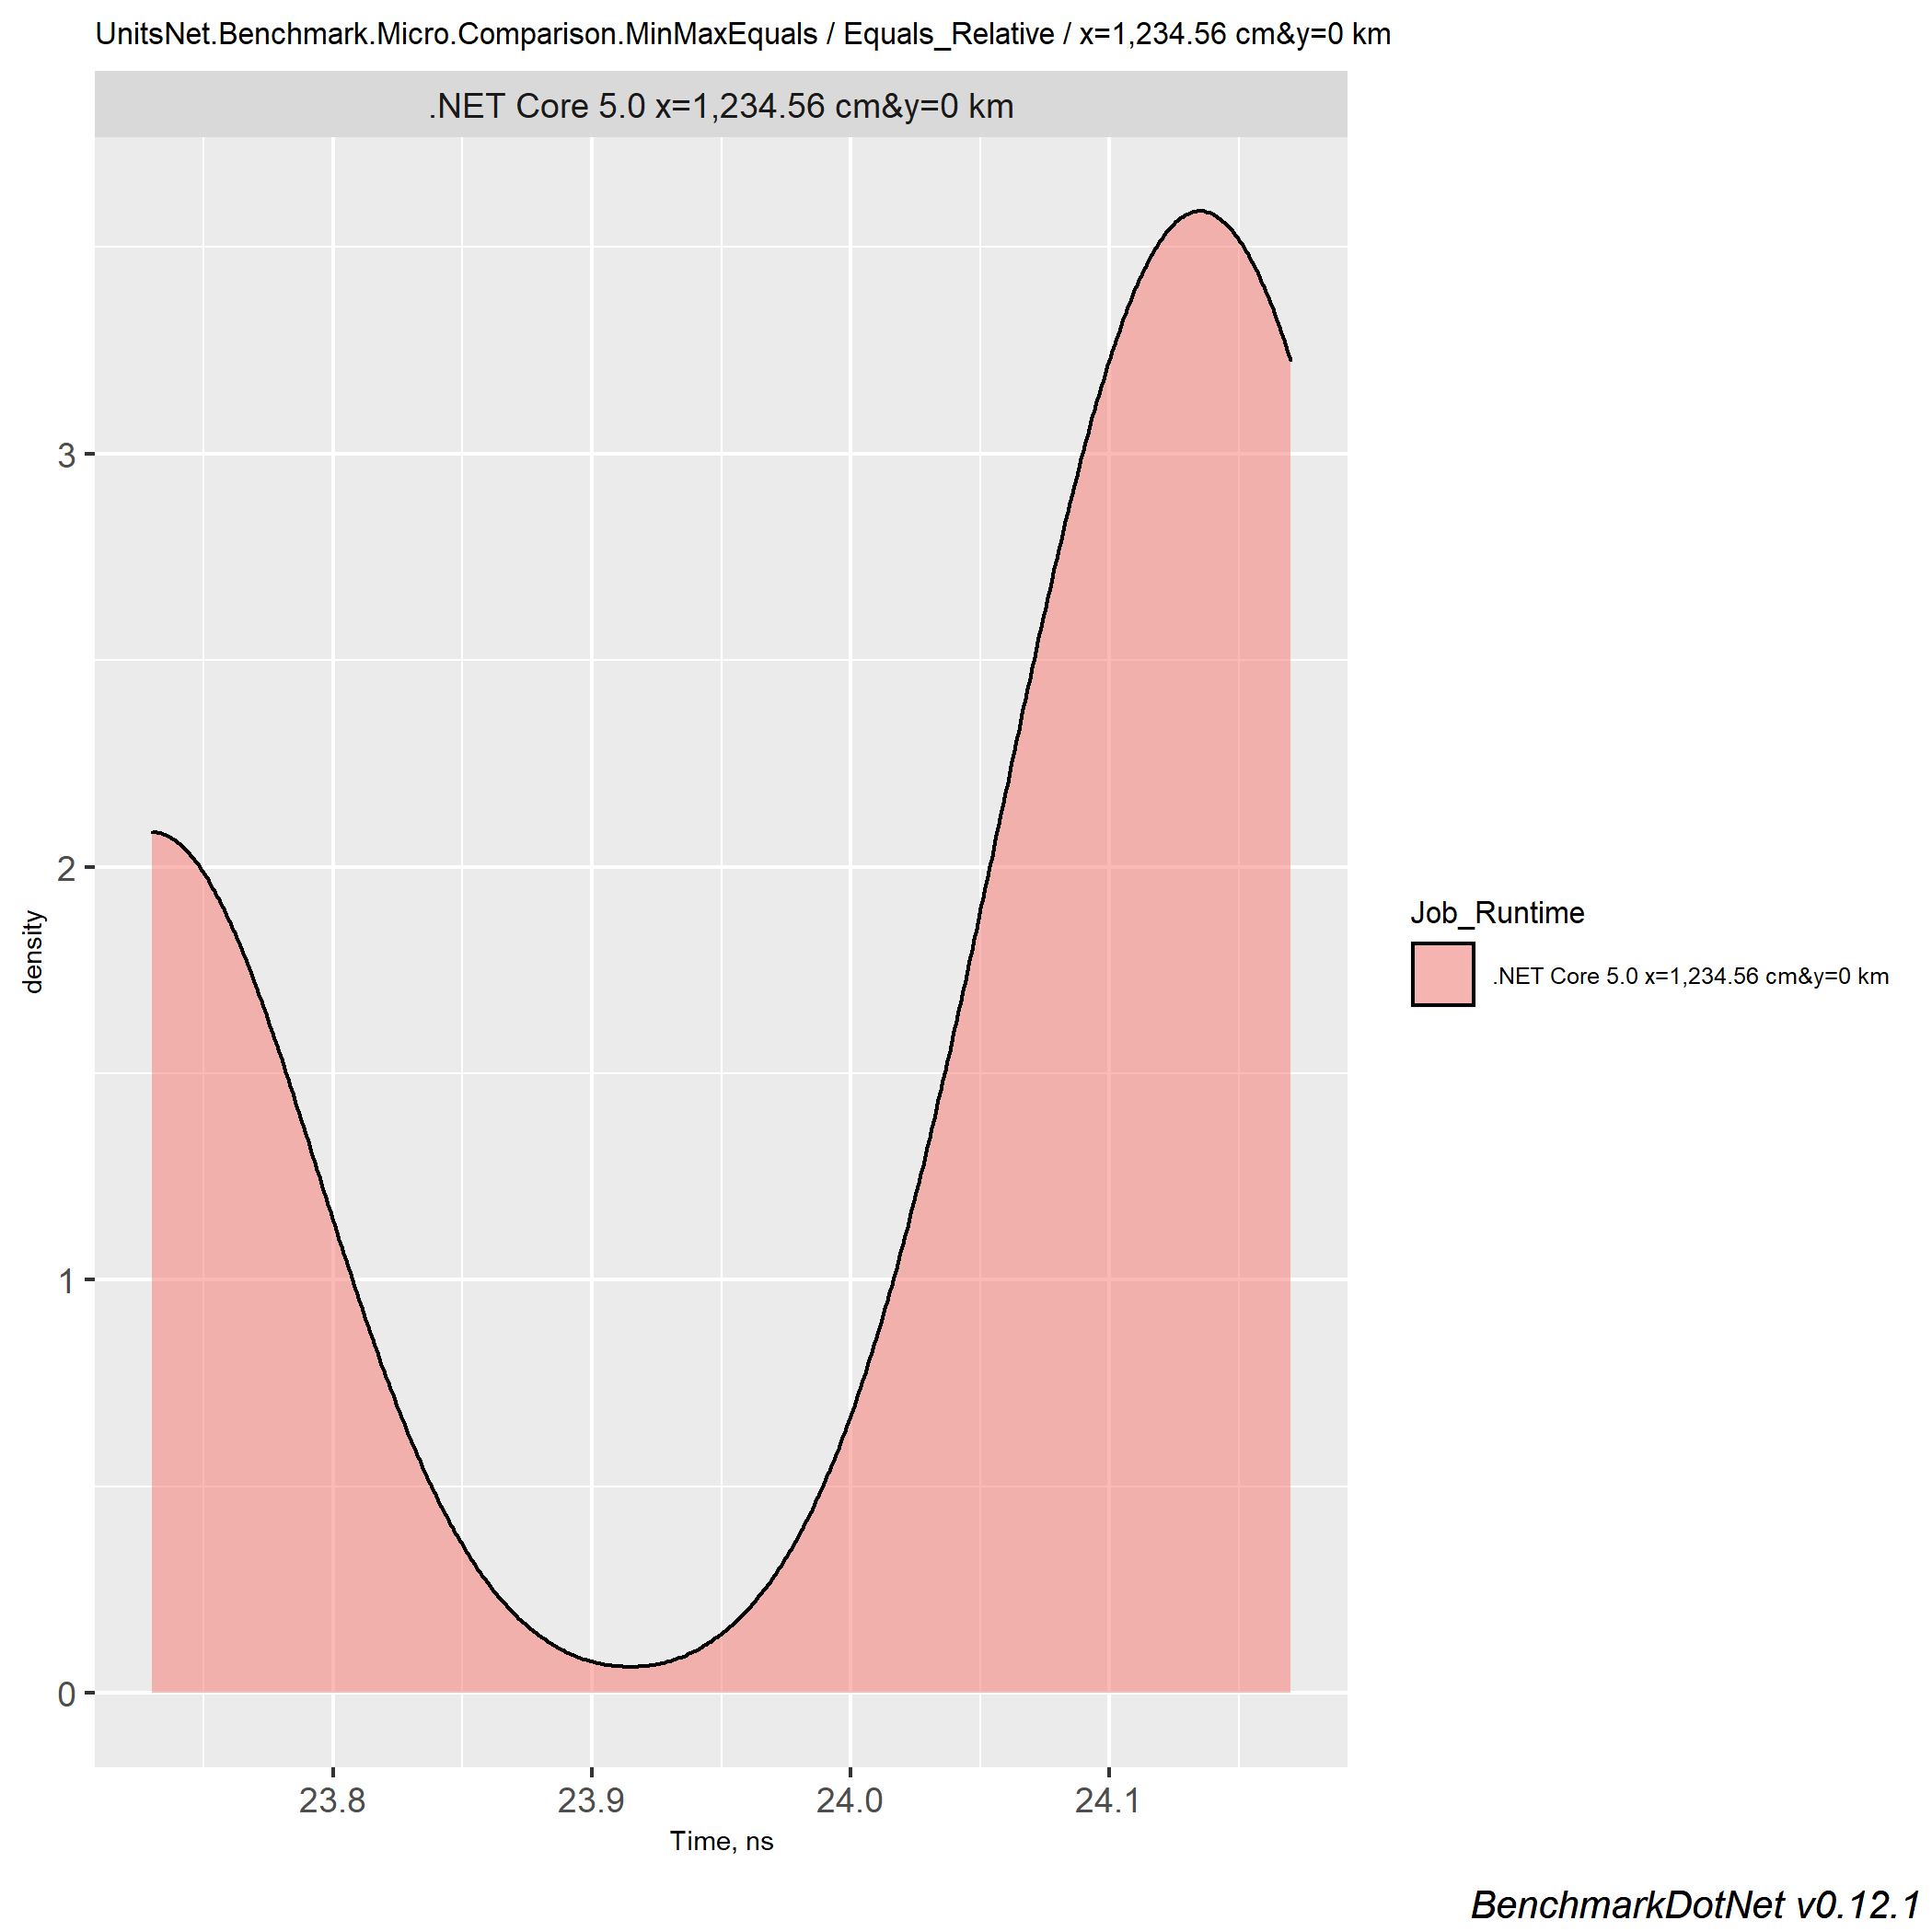 UnitsNet.Benchmark.Micro.Comparison.MinMaxEquals / Equals_Relative / x=1,234.56 cm&y=0 km
.NET Core 5.0 x=1,234.56 cm&y=0 km
3
2
1
0
density
23.8 23.9 24.0 24.1
Time, ns
Job_Runtime
.NET Core 5.0 x=1,234.56 cm&y=0 km
BenchmarkDotNet v0.12.1